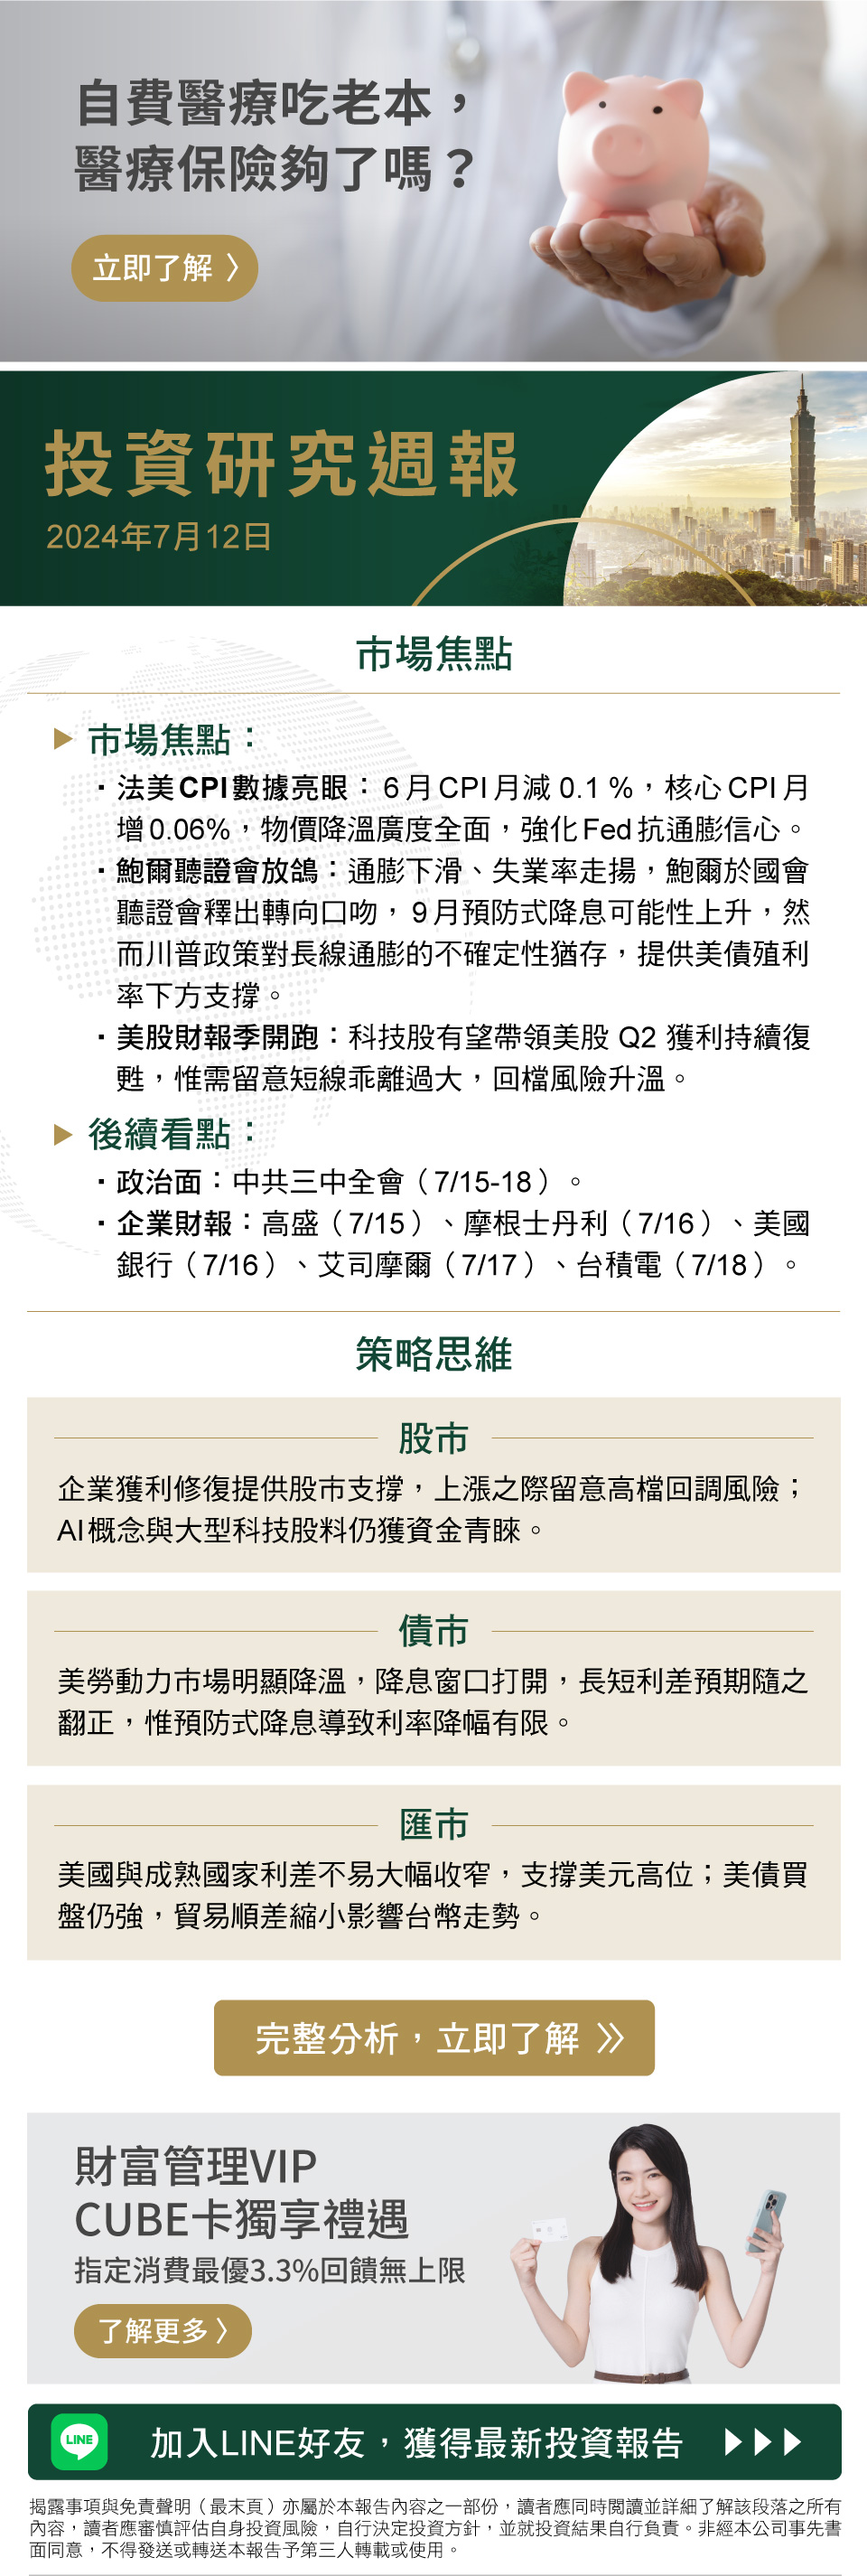 自費醫療吃老本，
醫療保險夠了嗎？
立即了解 〉
投資研究週報
2024年7月12日
市場焦點
▶ 市場焦點：
・法美CPI數據亮眼：6月CPI月減 0.1 %，核心CPI月
增0.06%，物價降溫廣度全面，強化Fed抗通膨信心。
・鮑爾聽證會放鴿：通膨下滑、失業率走揚，鮑爾於國會
聽證會釋出轉向口吻，9月預防式降息可能性上升，然
而川普政策對長線通膨的不確定性猶存，提供美債殖利
率下方支撐。
・美股財報季開跑：科技股有望帶領美股 Q2 獲利持續復
甦，惟需留意短線乖離過大，回檔風險升溫。
▶ 後續看點：
・政治面：中共三中全會（7/15-18）。
・企業財報：高盛（7/15）、摩根士丹利（7/16）、美國
銀行（7/16）、艾司摩爾（7/17）、台積電（7/18）。
策略思維
股市
企業獲利修復提供股市支撐，上漲之際留意高檔回調風險；
AI概念與大型科技股料仍獲資金青睞。
債市
美勞動力市場明顯降溫，降息窗口打開，長短利差預期隨之
翻正，惟預防式降息導致利率降幅有限。
匯市
美國與成熟國家利差不易大幅收窄，支撐美元高位；美債買
盤仍強，貿易順差縮小影響台幣走勢。
完整分析，立即了解 》
財富管理VIP
CUBE卡獨享禮遇
指定消費最優3.3%回饋無上限
了解更多 〉
LINE 加入LINE好友，獲得最新投資報告 ▶▶▶
揭露事項與免責聲明（最末頁）亦屬於本報告內容之一部份，讀者應同時閱讀並詳細了解該段落之所有
內容，讀者應審慎評估自身投資風險，自行決定投資方針，並就投資結果自行負責。非經本公司事先書
面同意，不得發送或轉送本報告予第三人轉載或使用。